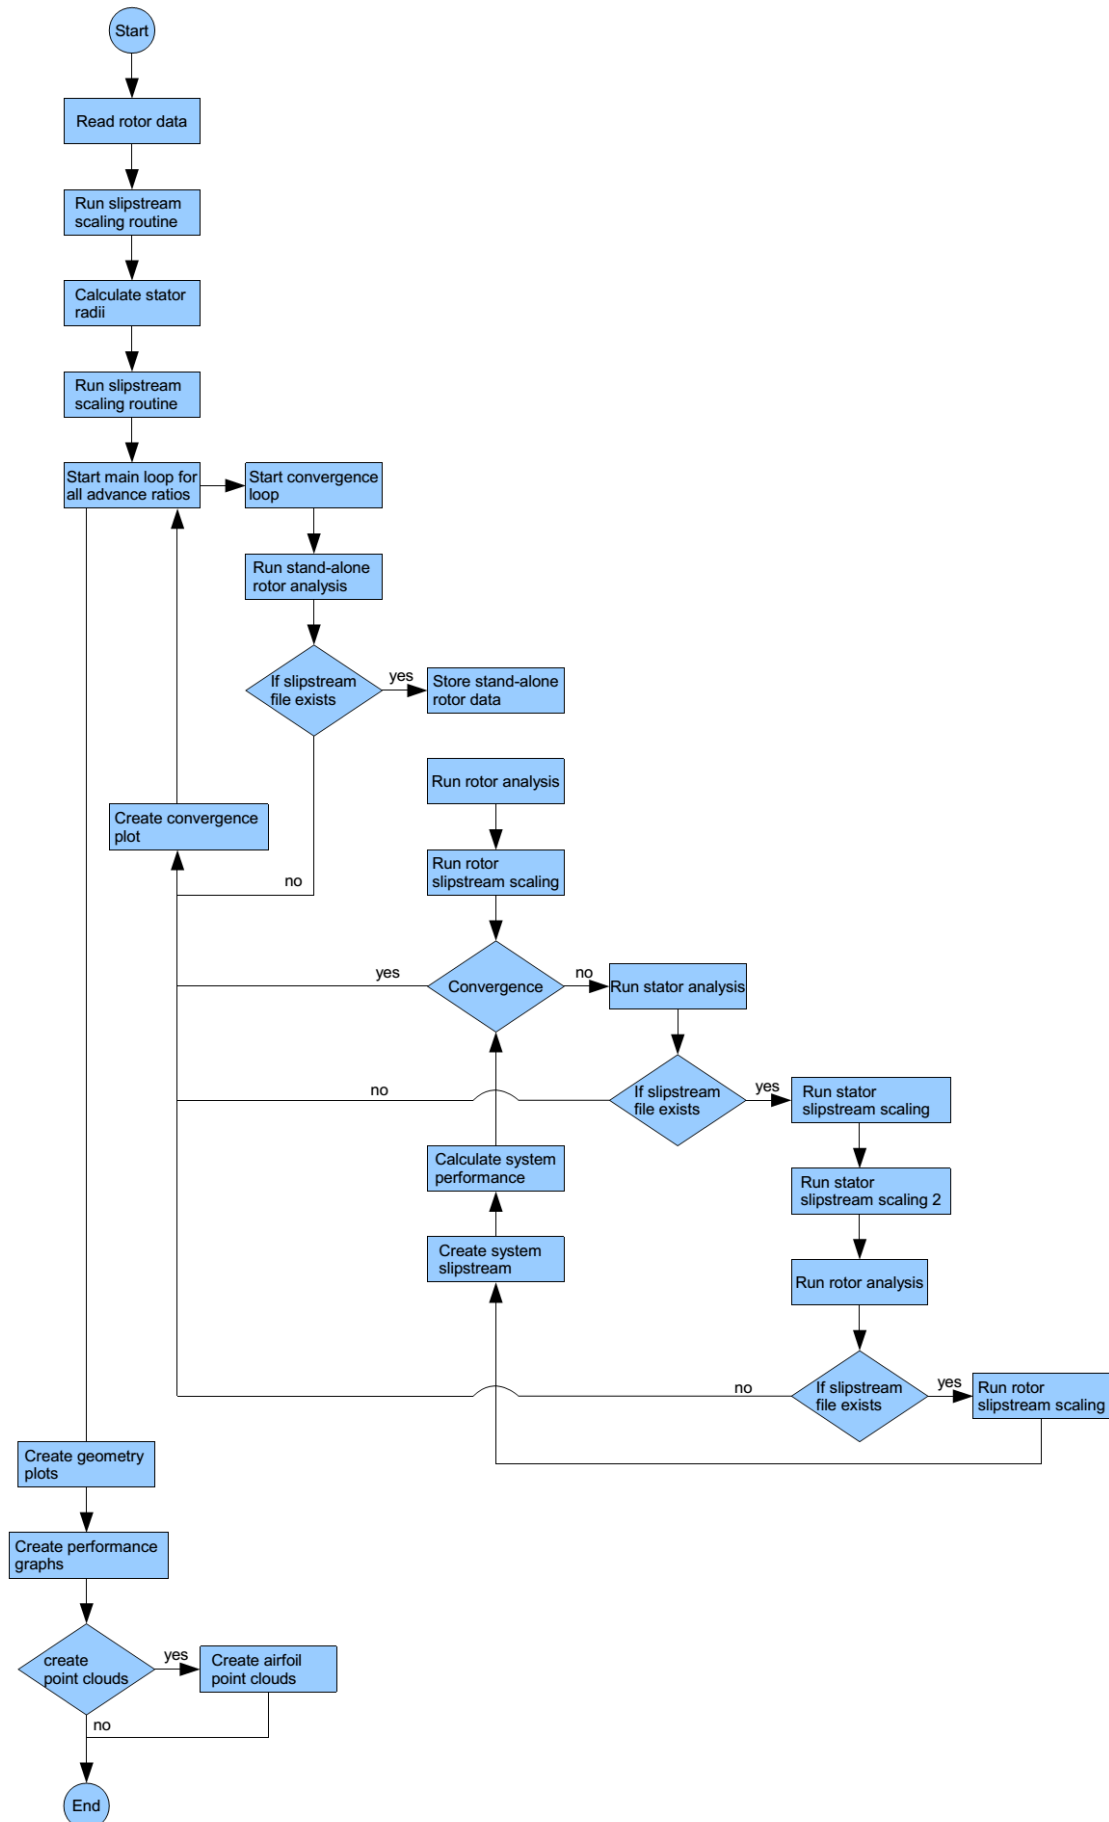 Start
Read rotor data
Run slipstream
scaling routine
Calculate stator
radii
Run slipstream
scaling routine
Start main loop for
all advance ratios
Start convergence
loop
Run stand-alone
rotor analysis
If slipstream
file exists
yes
Store stand-alone
rotor data
Run rotor analysis
Create convergence
plot
Run rotor
slipstream scaling
no
yes
Convergence
no
Run stator analysis
no
If slipstream
file exists
yes
Run stator
slipstream scaling
Calculate system
performance
Run stator
slipstream scaling 2
Create system
slipstream
Run rotor analysis
no
If slipstream
file exists
yes
Run rotor
slipstream scaling
Create geometry
plots
Create performance
graphs
create
point clouds
yes
Create airfoil
point clouds
no
End